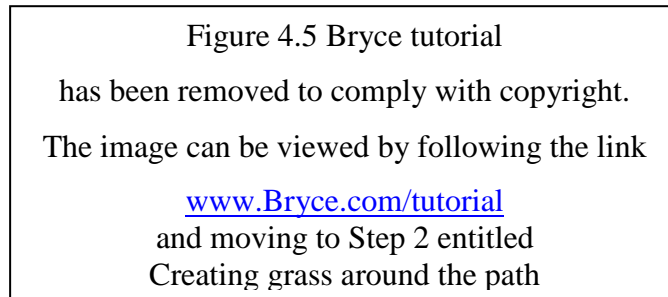 Figure 4.5 Bryce tutorial
has been removed to comply with copyright.
The image can be viewed by following the link
www.Bryce.com/tutorial
and moving to Step 2 entitled
Creating grass around the path